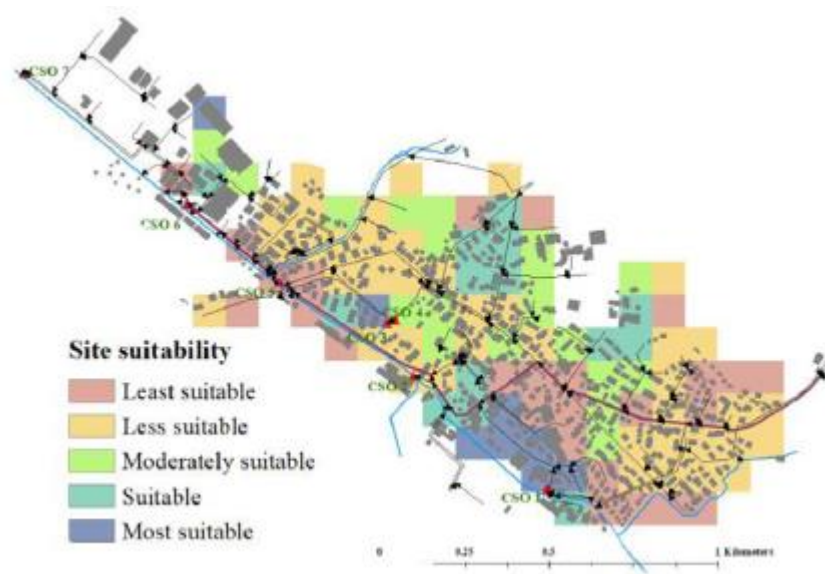 CSO 7
CSO 6
CSO 5
CSO 4
CSO 3
CSO 2
CSO 1
Site suitability
Least suitable
Less suitable
Moderately suitable
Suitable
Most suitable
0 0.25 0.5 1 Kilometers